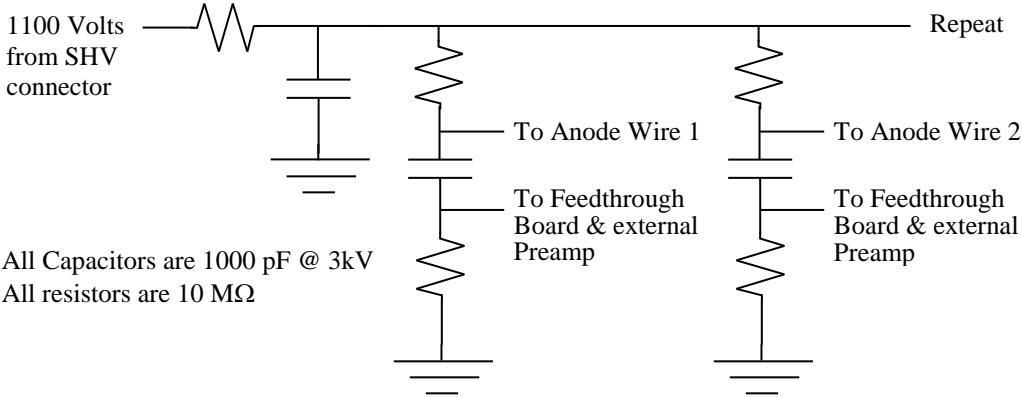 1100 Volts
from SHV
connector
Repeat
To Anode Wire 1
To Anode Wire 2
To Feedthrough
Board & external
Preamp
To Feedthrough
Board & external
Preamp
All Capacitors are 1000 pF @ 3kV
All resistors are 10 MΩ